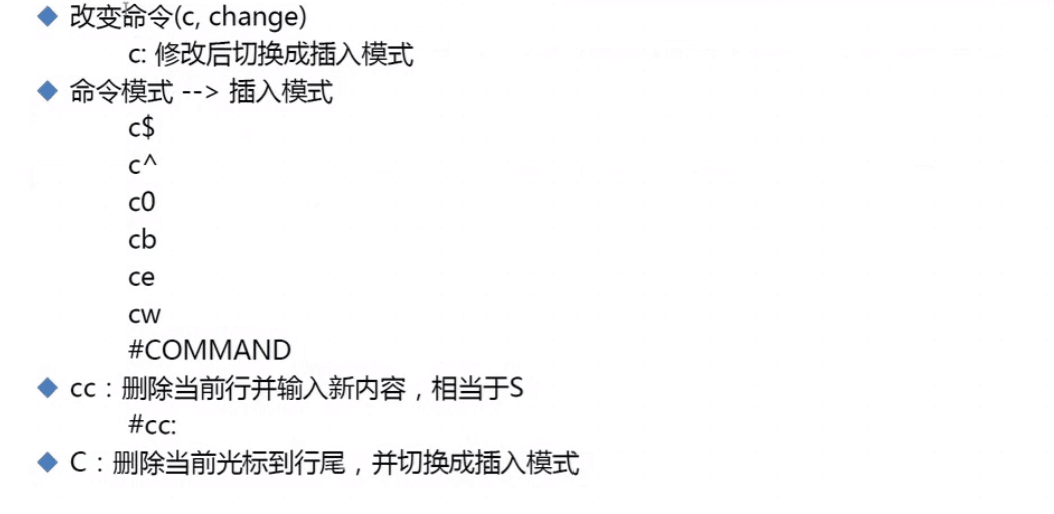 改变命令(c, change)
c: 修改后切换成插入模式
命令模式 --> 插入模式
c$
c^
c0
cb
ce
cw
#COMMAND
cc：删除当前行并输入新内容，相当于S
#cc:
C：删除当前光标到行尾，并切换成插入模式